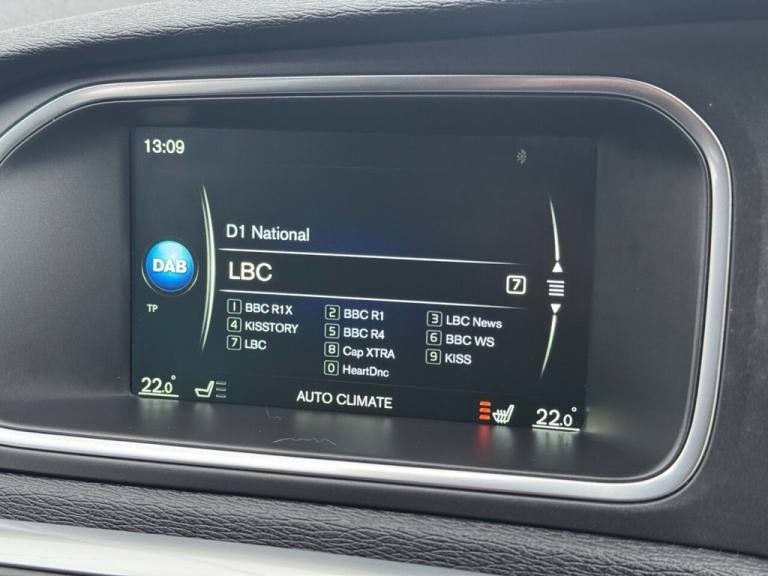 13:09
D1 National
DAB
LBC 7
TP
1 BBC R1X 2 BBC R1 3 LBC News
4 KISSTORY 5 BBC R4 6 BBC WS
7 LBC 8 Cap XTRA 9 KISS
0 HeartDnc
22.0° AUTO CLIMATE 22.0°